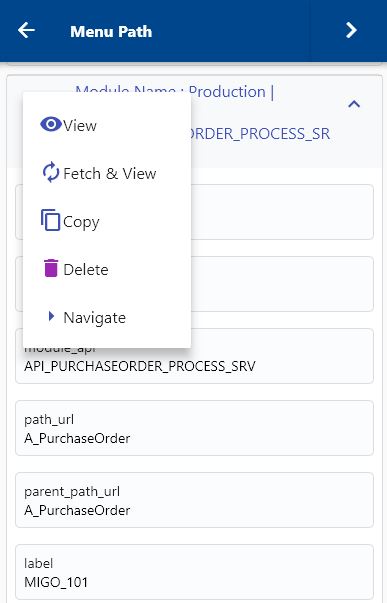 Menu Path
Module Name : Production |
ORDER_PROCESS_SR
View
Fetch & View
Copy
Delete
Navigate
module_api
API_PURCHASEORDER_PROCESS_SRV
path_url
A_PurchaseOrder
parent_path_url
A_PurchaseOrder
label
MIGO_101